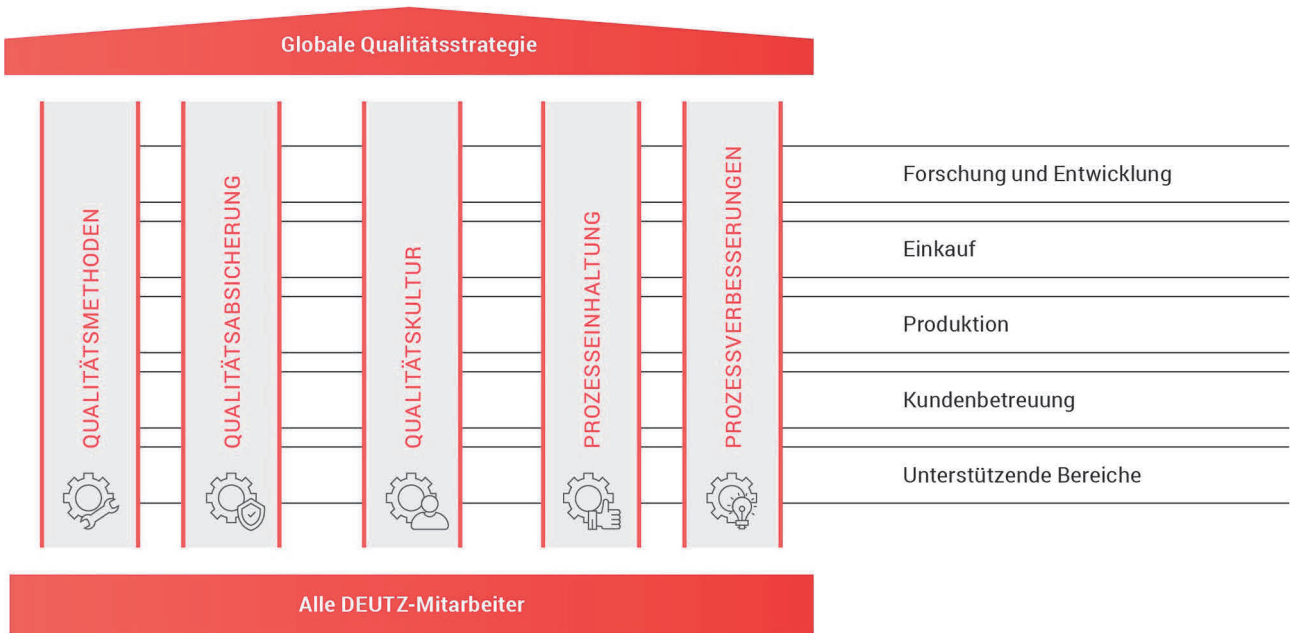 Globale Qualitätsstrategie
QUALITÄTSMETHODEN
QUALITÄTSABSICHERUNG
QUALITÄTSKULTUR
PROZESSEINHALTUNG
PROZESSVERBESSERUNGEN
Forschung und Entwicklung
Einkauf
Produktion
Kundenbetreuung
Unterstützende Bereiche
Alle DEUTZ-Mitarbeiter